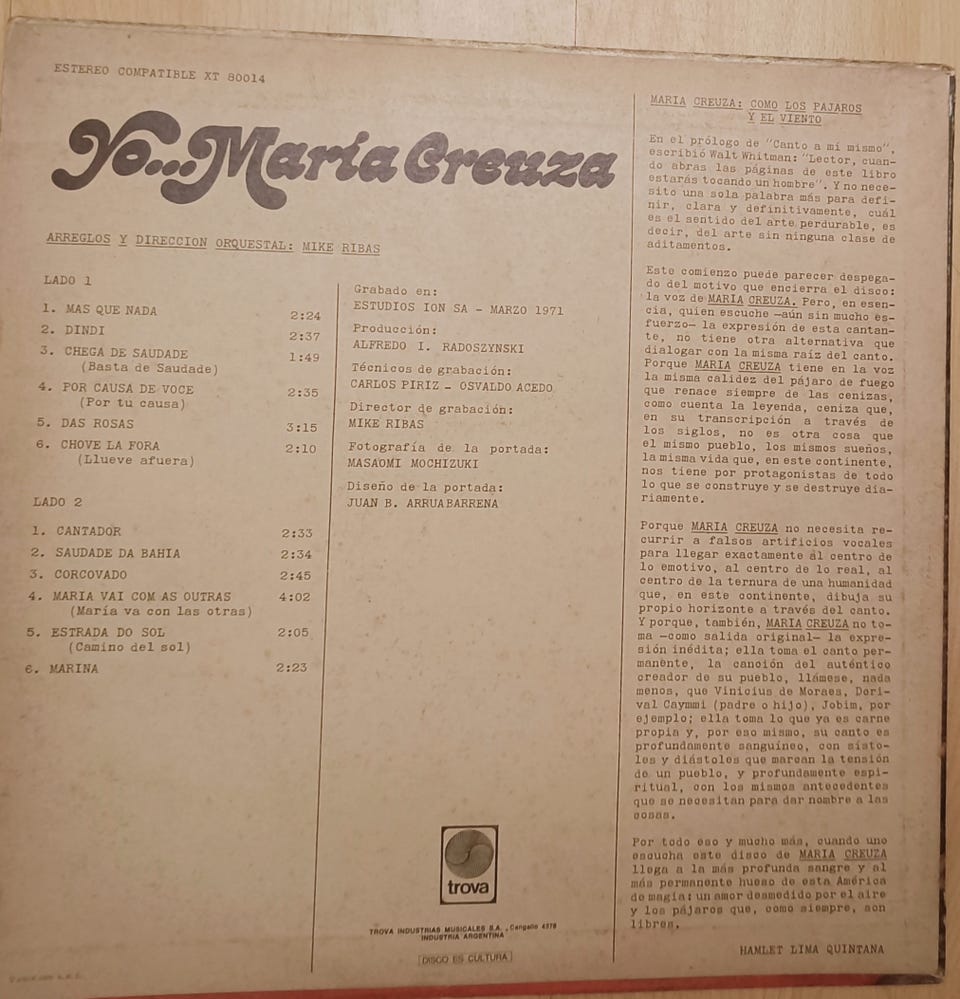 ESTEREO COMPATIBLE XT 80014
Yo...Maria Creuza
ARREGLOS Y DIRECCION ORQUESTAL: MIKE RIBAS
LADO 1
1. MAS QUE NADA 2:24
2. DINDI 2:37
3. CHEGA DE SAUDADE 1:49
(Basta de Saudade)
4. POR CAUSA DE VOCE 2:35
(Por tu causa)
5. DAS ROSAS 3:15
6. CHOVE LA FORA 2:10
(Llueve afuera)
LADO 2
1. CANTADOR 2:33
2. SAUDADE DA BAHIA 2:34
3. CORCOVADO 2:45
4. MARIA VAI COM AS OUTRAS 4:02
(María va con las otras)
5. ESTRADA DO SOL 2:05
(Camino del sol)
6. MARINA 2:23
Grabado en:
ESTUDIOS ION SA - MARZO 1971
Producción:
ALFREDO I. RADOSZYNSKI
Técnicos de grabación:
CARLOS PIRIZ - OSVALDO ACEDO
Director de grabación:
MIKE RIBAS
Fotografía de la portada:
MASAOMI MOCHIZUKI
Diseño de la portada:
JUAN B. ARRUABARRENA
trova
TROVA INDUSTRIAS MUSICALES S.A., Cangallo 4378
INDUSTRIA ARGENTINA
[DISCO ES CULTURA]
MARIA CREUZA: COMO LOS PAJAROS
Y EL VIENTO
En el prólogo de "Canto a mí mismo",
escribió Walt Whitman: "Lector, cuan-
do abras las páginas de este libro
estarás tocando un hombre". Y no nece-
sitó una sola palabra más para defi-
nir, clara y definitivamente, cuál
es el sentido del arte perdurable, es
decir, del arte sin ninguna clase de
aditamentos.
Este comienzo puede parecer despega-
do del motivo que encierra el disco:
la voz de MARIA CREUZA. Pero, en esen-
cia, quien escuche —aún sin mucho es-
fuerzo— la expresión de esta cantan-
te, no tiene otra alternativa que
dialogar con la misma raíz del canto.
Porque MARIA CREUZA tiene en la voz
la misma calidez del pájaro de fuego
que renace siempre de las cenizas,
como cuenta la leyenda, ceniza que,
en su transcripción a través de
los siglos, no es otra cosa que
el mismo pueblo, los mismos sueños,
la misma vida que, en este continente,
nos tiene por protagonistas de todo
lo que se construye y se destruye dia-
riamente.
Porque MARIA CREUZA no necesita re-
currir a falsos artificios vocales
para llegar exactamente al centro de
lo emotivo, al centro de lo real, al
centro de la ternura de una humanidad
que, en este continente, dibuja su
propio horizonte a través del canto.
Y porque, también, MARIA CREUZA no to-
ma —como salida original— la expre-
sión inédita; ella toma el canto per-
manente, la canción del auténtico
creador de su pueblo, llámese, nada
menos, que Vinicius de Moraes, Dori-
val Caymmi (padre o hijo), Jobim, por
ejemplo; ella toma lo que ya es carne
propia y, por eso mismo, su canto es
profundamente sanguíneo, con sísto-
les y diástoles que marcan la tensión
de un pueblo, y profundamente espi-
ritual, con los mismos antecedentes
que se necesitan para dar nombre a las
cosas.
Por todo eso y mucho más, cuando uno
escucha este disco de MARIA CREUZA
llega a la más profunda sangre y al
más permanente hueso de esta América
de magia: un amor desmedido por el aire
y los pájaros que, como siempre, son
libres.
HAMLET LIMA QUINTANA